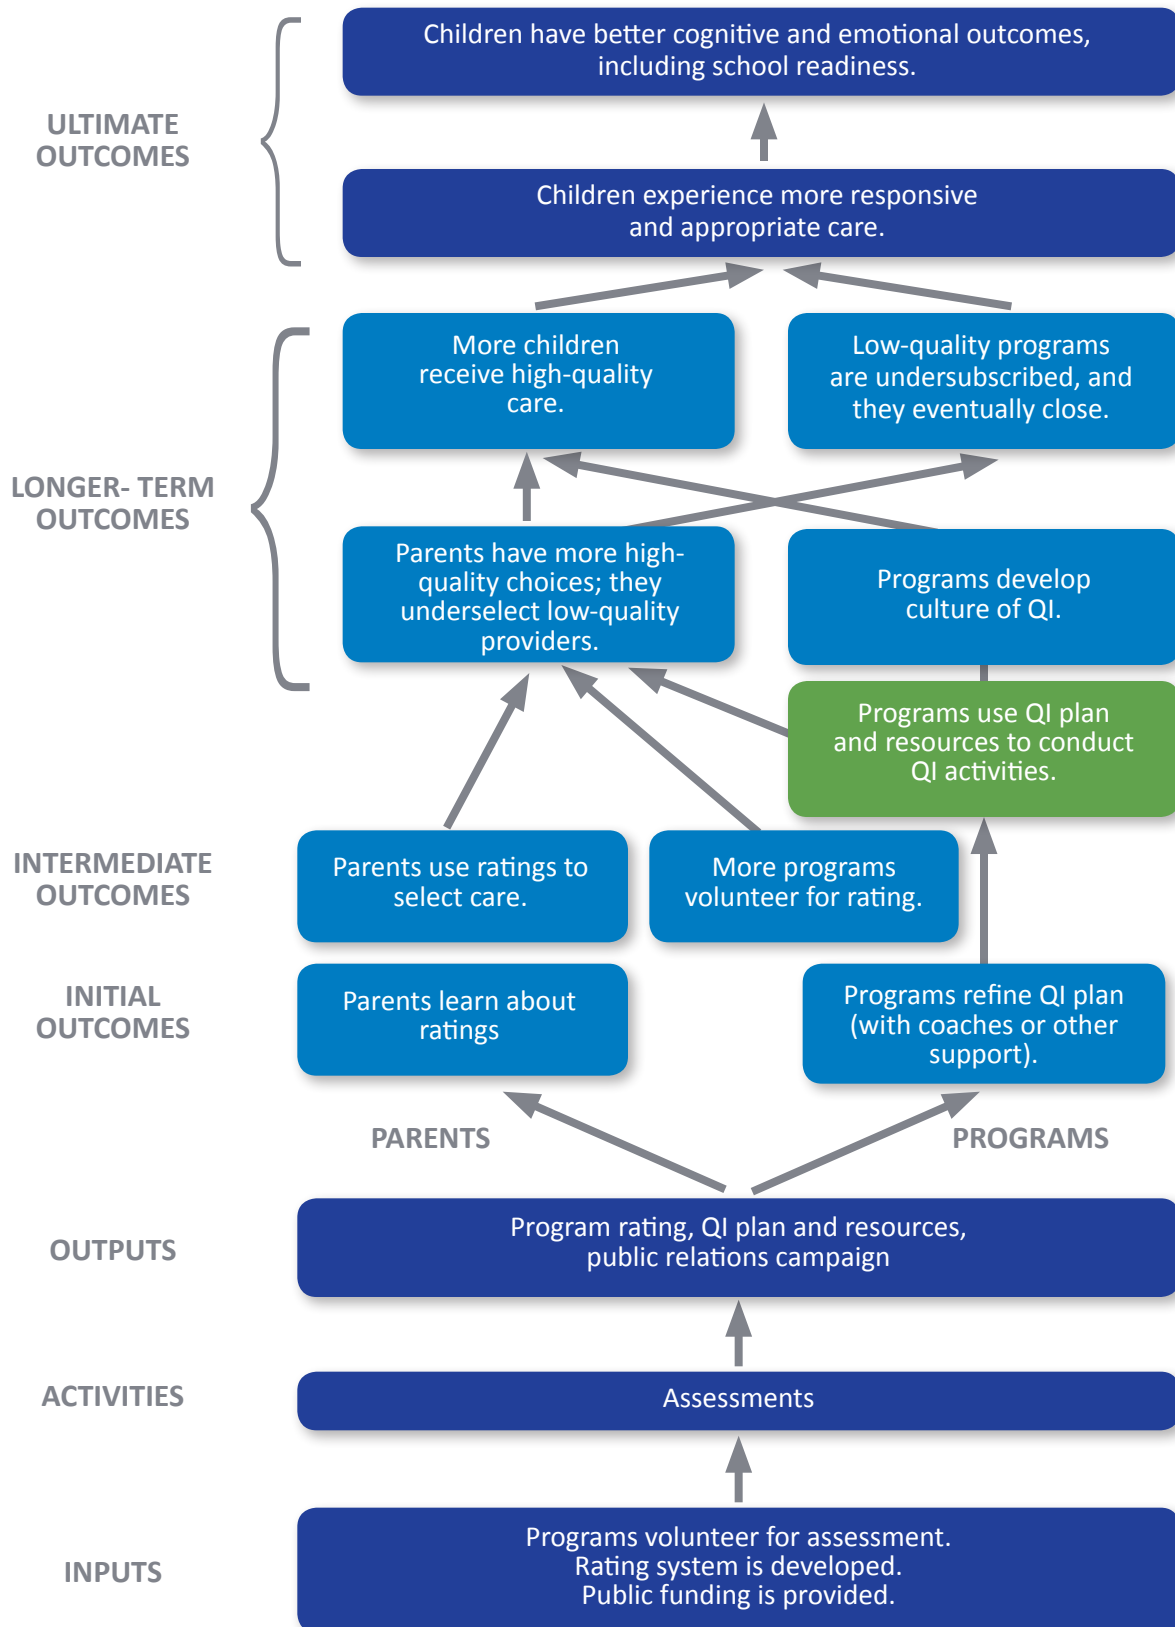 Children have better cognitive and emotional outcomes,
including school readiness.
ULTIMATE
OUTCOMES
Children experience more responsive
and appropriate care.
More children
receive high-quality
care.
Low-quality programs
are undersubscribed, and
they eventually close.
LONGER- TERM
OUTCOMES
Parents have more high-
quality choices; they
underselect low-quality
providers.
Programs develop
culture of QI.
Programs use QI plan
and resources to conduct
QI activities.
INTERMEDIATE
OUTCOMES
Parents use ratings to
select care.
More programs
volunteer for rating.
INITIAL
OUTCOMES
Parents learn about
ratings
Programs refine QI plan
(with coaches or other
support).
PARENTS
PROGRAMS
OUTPUTS
Program rating, QI plan and resources,
public relations campaign
ACTIVITIES
Assessments
INPUTS
Programs volunteer for assessment.
Rating system is developed.
Public funding is provided.